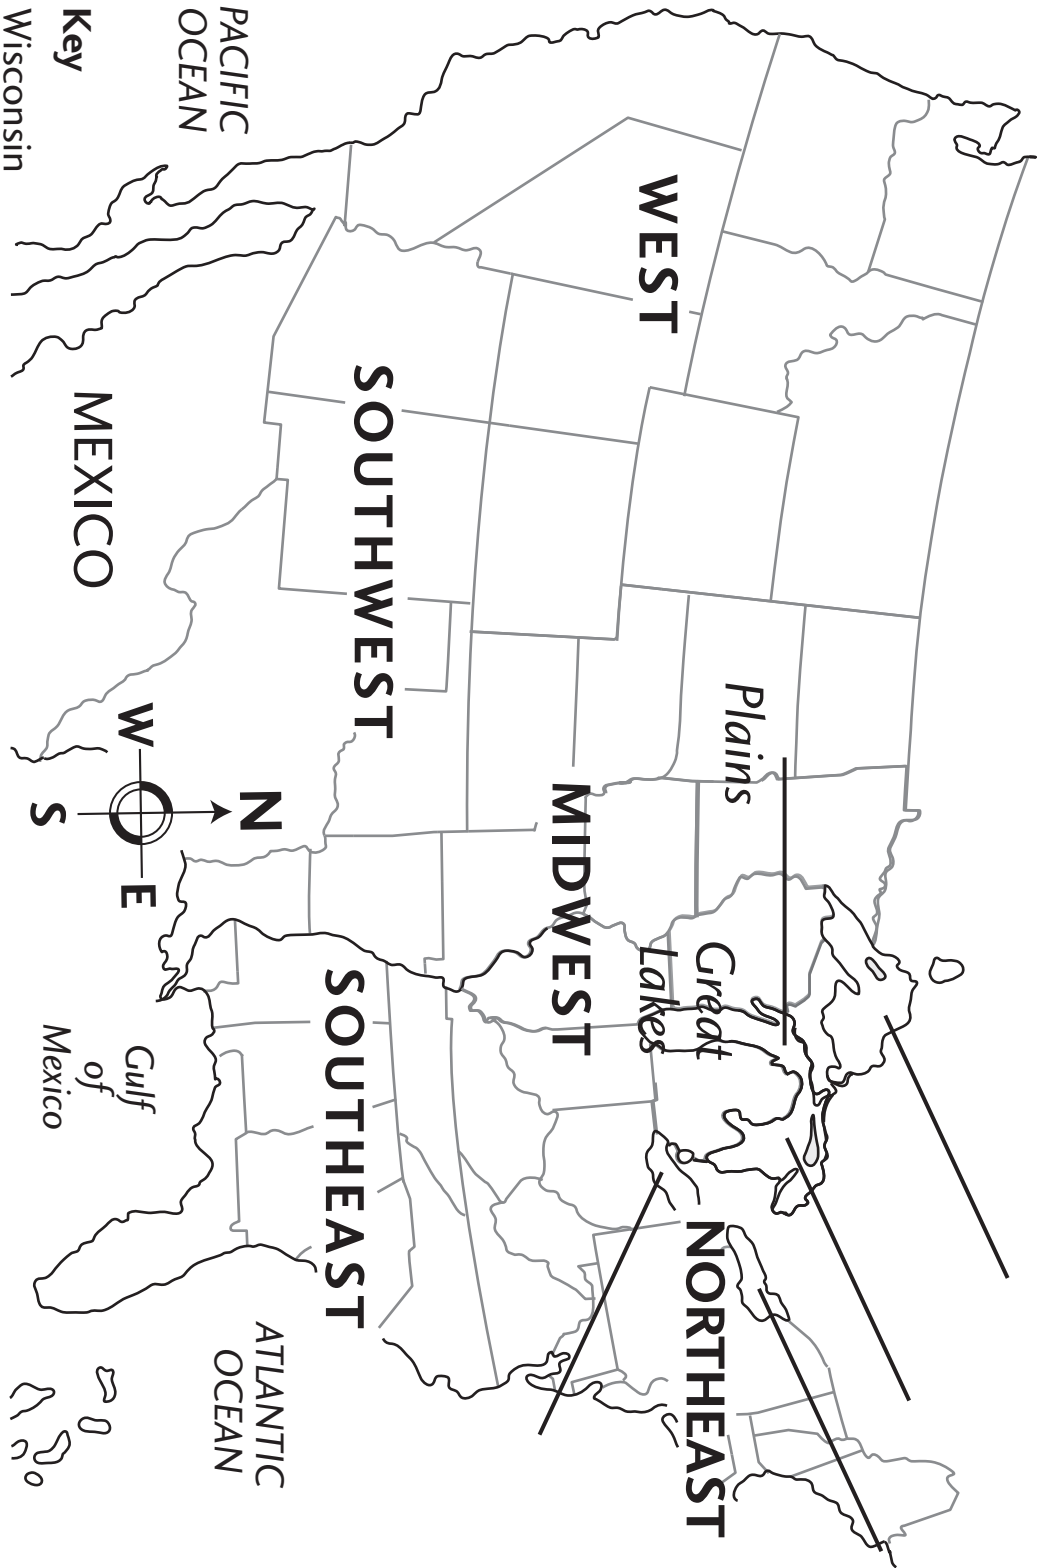 WEST
Plains
Great
Lakes
MIDWEST
NORTHEAST
SOUTHWEST
SOUTHEAST
PACIFIC
OCEAN
MEXICO
N
W
E
S
Gulf
of
Mexico
ATLANTIC
OCEAN
Key
Wisconsin